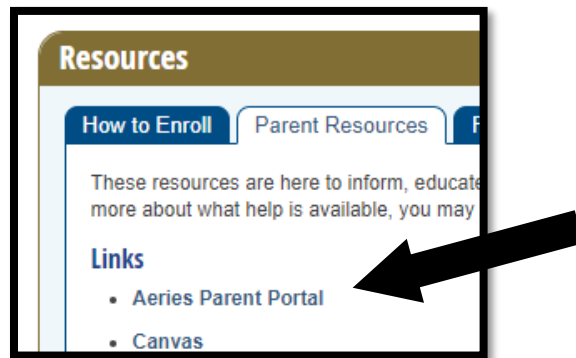 Resources
How to Enroll
Parent Resources
These resources are here to inform, educate
more about what help is available, you may
Links
Aeries Parent Portal
Canvas